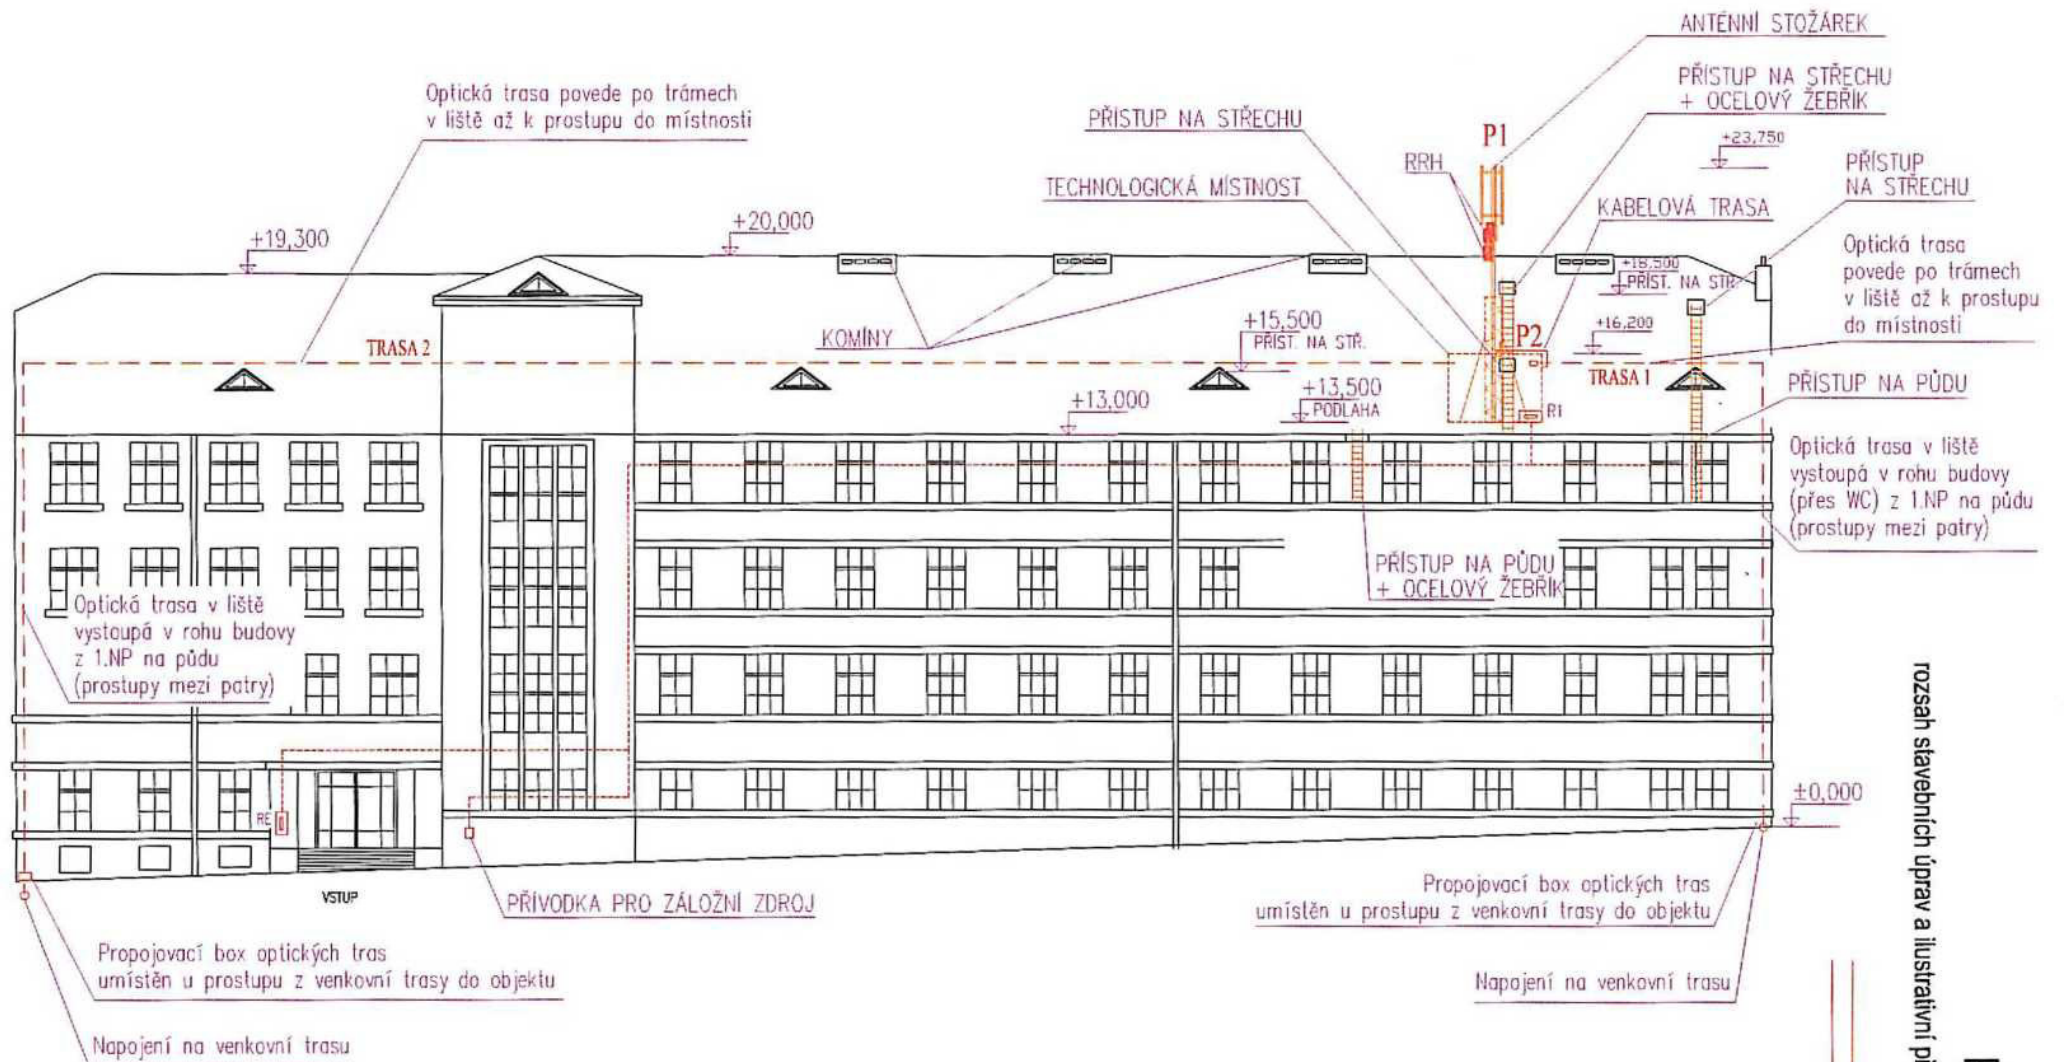 ANTÉNNÍ STOŽÁREK
PŘÍSTUP NA STŘECHU
+ OCELOVÝ ŽEBŘÍK
Optická trasa povede po trámech
v liště až k prostupu do místnosti
PŘÍSTUP NA STŘECHU
P1
+23,750
RRH
PŘÍSTUP
NA STŘECHU
TECHNOLOGICKÁ MÍSTNOST
KABELOVÁ TRASA
+19,300
+20,000
Optická trasa
povede po trámech
v liště až k prostupu
do místnosti
+18,500
PŘÍST. NA STŘ.
KOMÍNY
+15,500
PŘÍST. NA STŘ.
P2
+16,200
TRASA 2
TRASA 1
+13,000
+13,500
PODLAHA
R1
PŘÍSTUP NA PŮDU
Optická trasa v liště
vystoupá v rohu budovy
(přes WC) z 1.NP na půdu
(prostupy mezi patry)
PŘÍSTUP NA PŮDU
+ OCELOVÝ ŽEBŘÍK
Optická trasa v liště
vystoupá v rohu budovy
z 1.NP na půdu
(prostupy mezi patry)
RE
±0,000
VSTUP
PŘÍVODKA PRO ZÁLOŽNÍ ZDROJ
Propojovací box optických tras
umístěn u prostupu z venkovní trasy do objektu
Propojovací box optických tras
umístěn u prostupu z venkovní trasy do objektu
Napojení na venkovní trasu
Napojení na venkovní trasu
rozsah stavebních úprav a ilustrativní